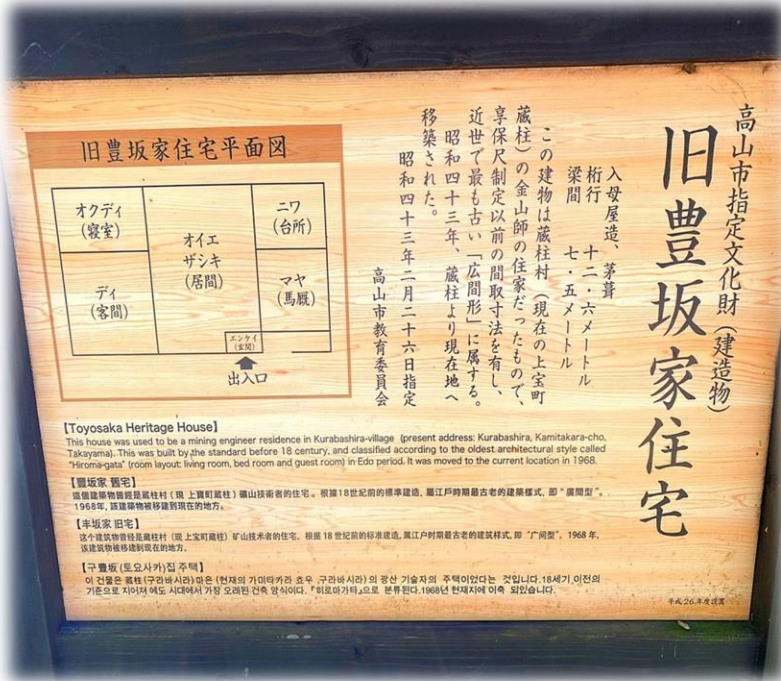 高山市指定文化財(建造物)
旧豊坂家住宅
入母屋造、茅葺
桁行　十二・六メートル
梁間　七・五メートル
この建物は蔵柱村(現在の上宝町
蔵柱)の金山師の住家だったもので、
享保尺制定以前の間取寸法を有し、
近世で最も古い「広間形」に属する。
昭和四十三年、蔵柱より現在地へ
移築された。
昭和四十三年二月二十六日指定
高山市教育委員会
旧豊坂家住宅平面図
オクディ
(寝室)
ディ
(客間)
オイエ
ザシキ
(居間)
ニワ
(台所)
マヤ
(馬厩)
エンゲイ
(玄関)
出入口
【Toyosaka Heritage House】
This house was used to be a mining engineer residence in Kurabashira-village (present address: Kurabashira, Kamitakara-cho,
Takayama). This was built by the standard before 18 century, and classified according to the oldest architectural style called
"Hiroma-gata" (room layout: living room, bed room and guest room) in Edo period. It was moved to the current location in 1968.
【豐坂家 舊宅】
這個建築物曾經是蔵柱村(現 上寶町蔵柱)礦山技術者的住宅。根據18世紀前的標準建造,屬江戶時期最古老的建築樣式,即"廣間型"。
1968年,該建築物被移建到現在的地方。
【丰坂家 旧宅】
这个建筑物曾经是蔵柱村(现 上宝町蔵柱)矿山技术者的住宅。根据18世纪前的标准建造,属江户时期最古老的建筑样式,即"广间型"。1968年,
该建筑物被移建到现在的地方。
【구豊坂(토요사카)집 주택】
이 건물은 蔵柱(구라바시라)마은(현재의 가미타카라 효우 구라바시라)의 광산 기술자의 주택이었다는 것입니다.18세기 이전의
기준으로 지어져 에도 시대에서 가장 오래된 건축 양식이다.『히로마가타』으로 분류된다.1968년 현재지에 이축 되있습니다.
平成26年度設置